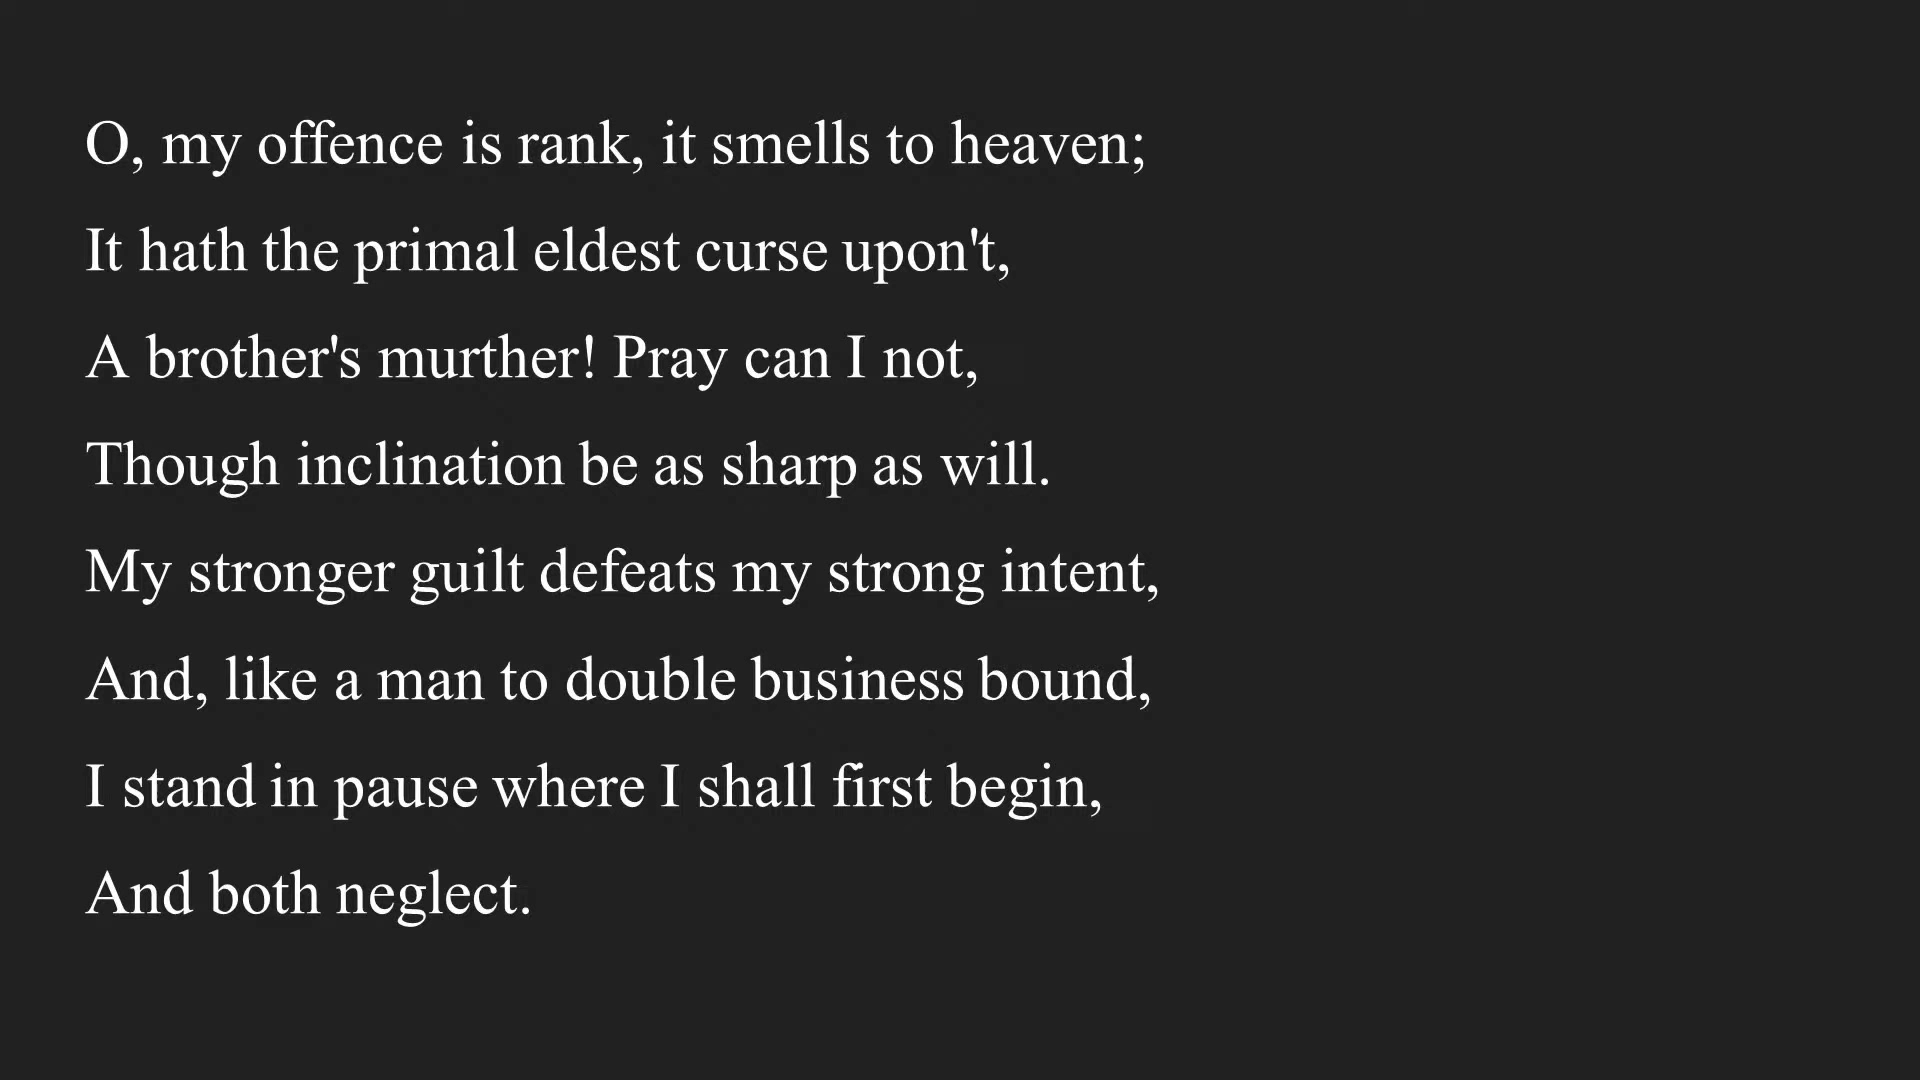 O, my offence is rank, it smells to heaven;
It hath the primal eldest curse upon't,
A brother's murther! Pray can I not,
Though inclination be as sharp as will.
My stronger guilt defeats my strong intent,
And, like a man to double business bound,
I stand in pause where I shall first begin,
And both neglect.